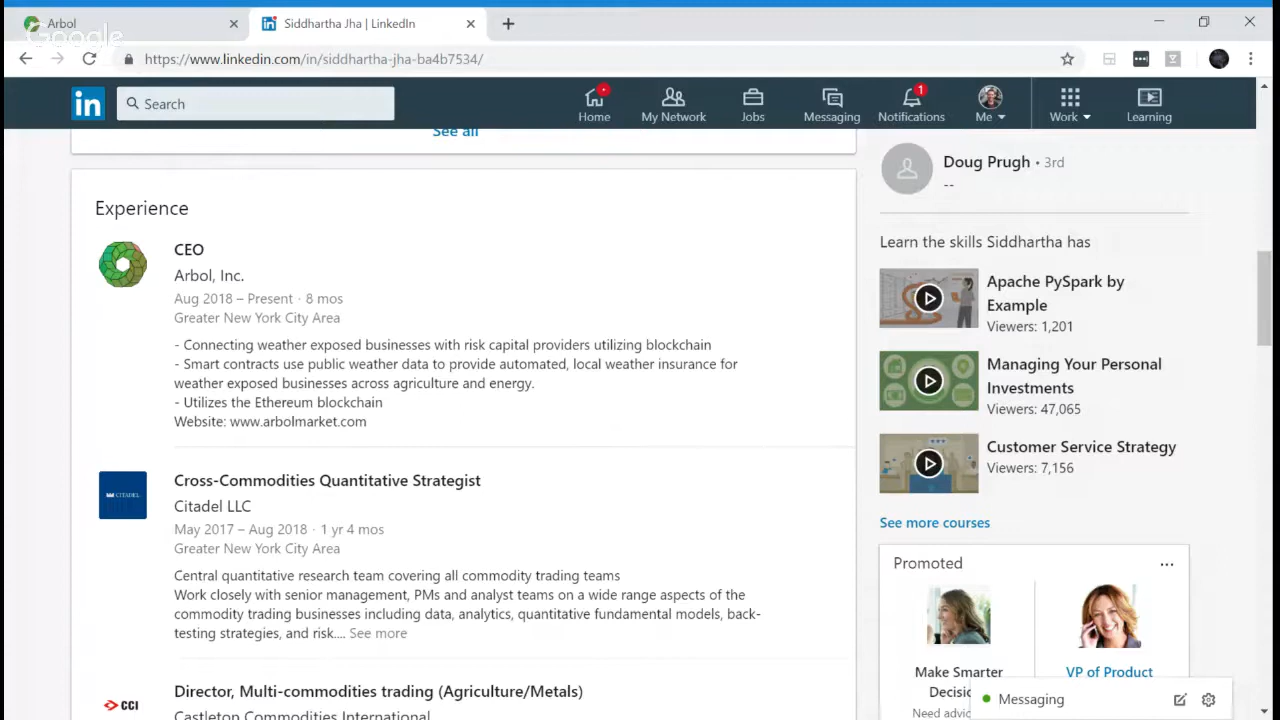 Arbol
Siddhartha Jha | LinkedIn
Google
https://www.linkedin.com/in/siddhartha-jha-ba4b7534/
in
Search
Home
My Network
Jobs
Messaging
1
Notifications
Me
Work
Learning
See all
Experience
CEO
Arbol, Inc.
Aug 2018 – Present · 8 mos
Greater New York City Area
- Connecting weather exposed businesses with risk capital providers utilizing blockchain
- Smart contracts use public weather data to provide automated, local weather insurance for
weather exposed businesses across agriculture and energy.
- Utilizes the Ethereum blockchain
Website: www.arbolmarket.com
CITADEL
Cross-Commodities Quantitative Strategist
Citadel LLC
May 2017 – Aug 2018 · 1 yr 4 mos
Greater New York City Area
Central quantitative research team covering all commodity trading teams
Work closely with senior management, PMs and analyst teams on a wide range aspects of the
commodity trading businesses including data, analytics, quantitative fundamental models, back-
testing strategies, and risk.... See more
CCI
Director, Multi-commodities trading (Agriculture/Metals)
Castleton Commodities International
Doug Prugh • 3rd
--
Learn the skills Siddhartha has
Apache PySpark by
Example
Viewers: 1,201
Managing Your Personal
Investments
Viewers: 47,065
Customer Service Strategy
Viewers: 7,156
See more courses
Promoted
Make Smarter
Decisic
Need advic
VP of Product
Messaging